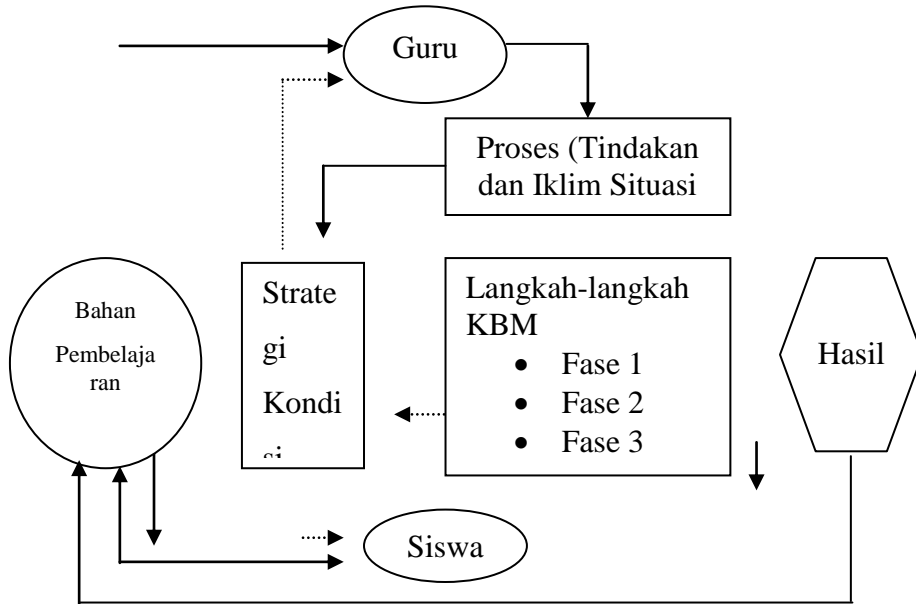 Guru
Proses (Tindakan
dan Iklim Situasi
Bahan
Pembelaja
ran
Strate
gi
Kondi
si
Langkah-langkah
KBM
• Fase 1
• Fase 2
• Fase 3
Hasil
Siswa